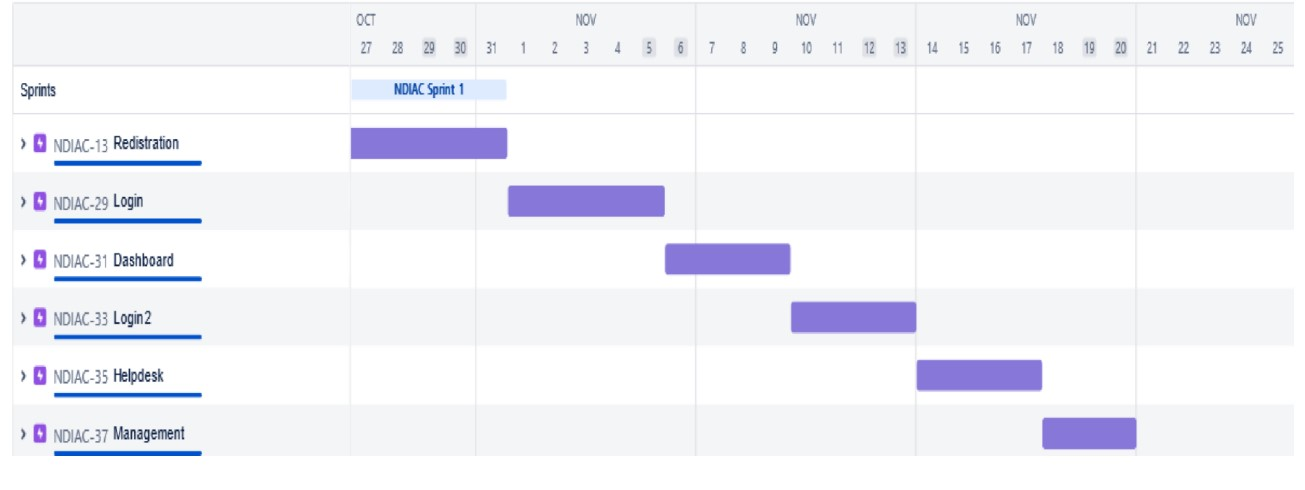 OCT NOV NOV NOV NOV
27 28 29 30 31 1 2 3 4 5 6 7 8 9 10 11 12 13 14 15 16 17 18 19 20 21 22 23 24 25
Sprints NDIAC Sprint 1
NDIAC-13 Redistration
NDIAC-29 Login
NDIAC-31 Dashboard
NDIAC-33 Login2
NDIAC-35 Helpdesk
NDIAC-37 Management